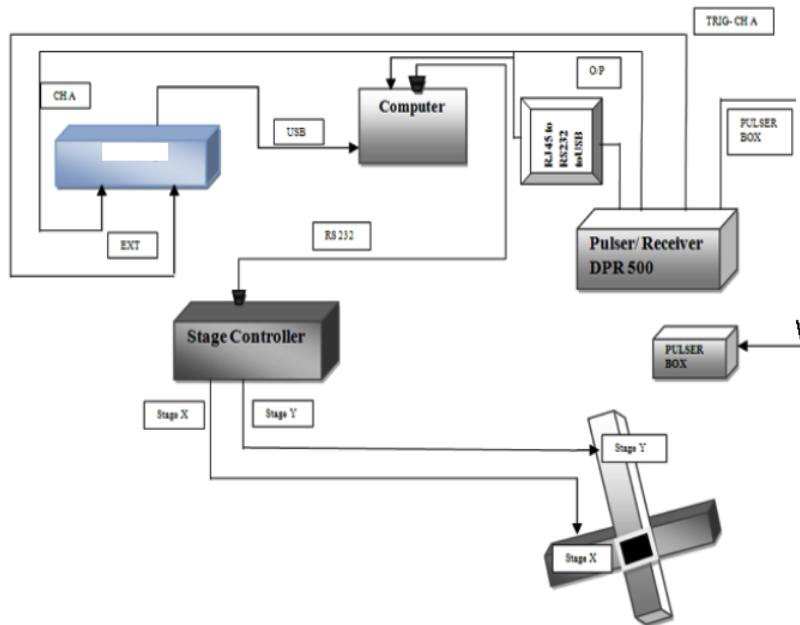 TRIG- CH A
O/P
CH A
Computer
USB
RJ45 to
RS232
toUSB
PULSER
BOX
RS 232
EXT
Pulser/ Receiver
DPR 500
Stage Controller
PULSER
BOX
Stage X
Stage Y
Stage Y
Stage X